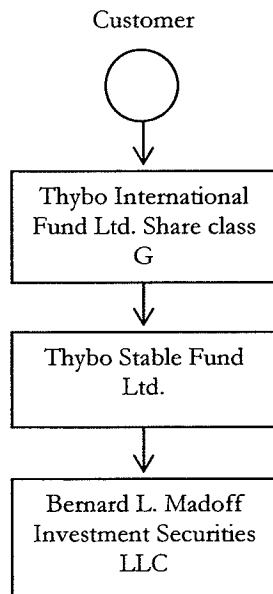 Customer
Thybo International
Fund Ltd. Share class
G
Thybo Stable Fund
Ltd.
Bernard L. Madoff
Investment Securities
LLC